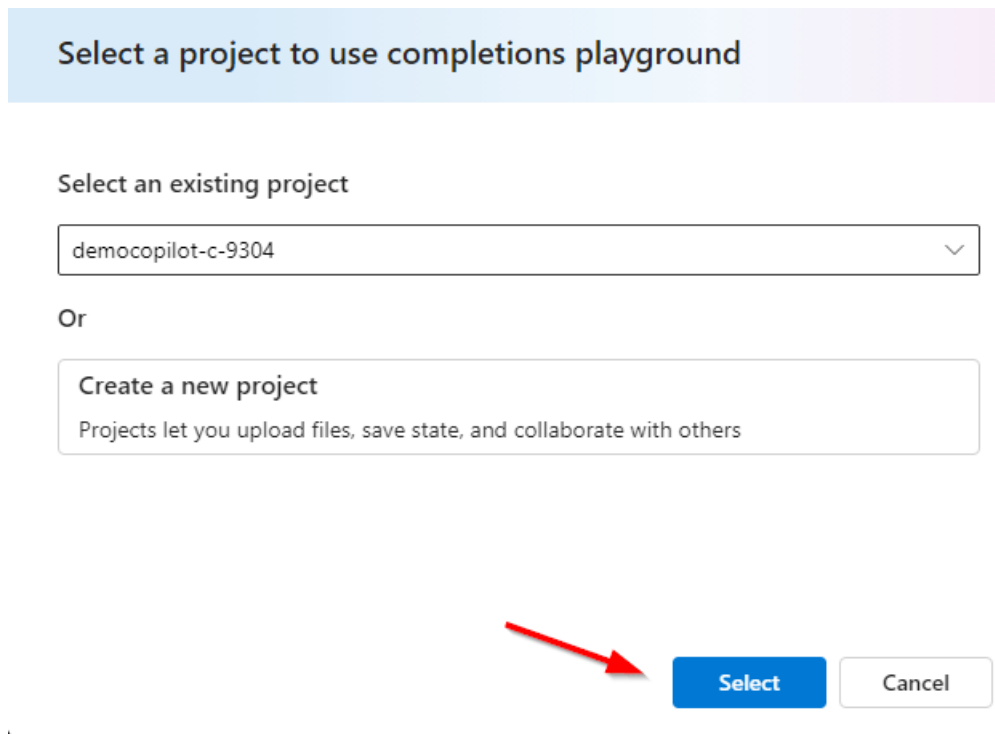 Select a project to use completions playground
Select an existing project
democopilot-c-9304
Or
Create a new project
Projects let you upload files, save state, and collaborate with others
Select
Cancel